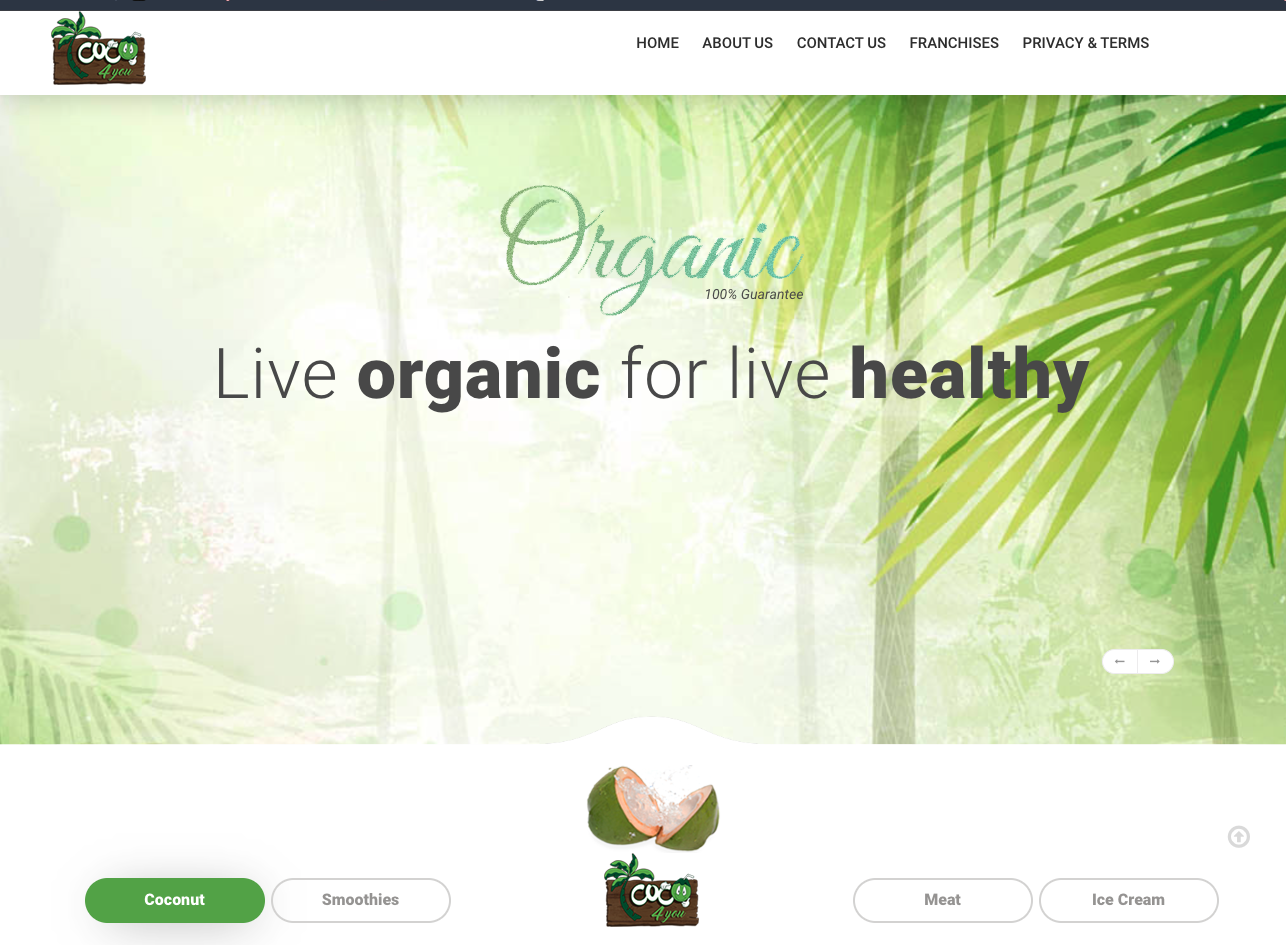 COCO
4 you
HOME ABOUT US CONTACT US FRANCHISES PRIVACY & TERMS
Organic
100% Guarantee
Live organic for live healthy
← →
COCO
4 you
Coconut Smoothies Meat Ice Cream